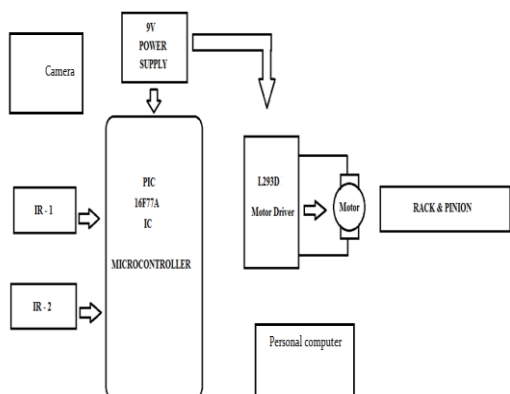 9V
POWER
SUPPLY
Camera
PIC
16F77A
IC
MICROCONTROLLER
IR - 1
IR - 2
L293D
Motor Driver
Motor
RACK & PINION
Personal computer